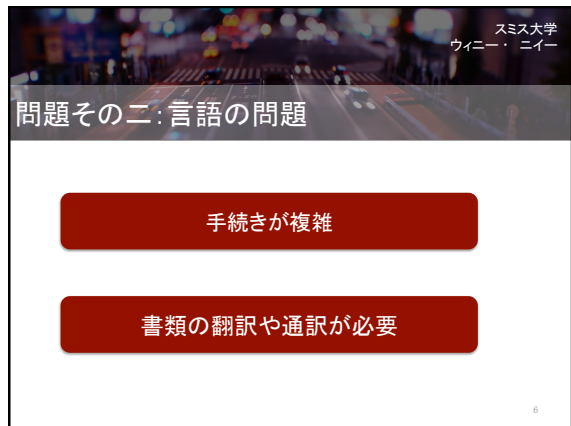 スミス大学
ウィニー・ ニイー
問題その二：言語の問題
手続きが複雑
書類の翻訳や通訳が必要
6